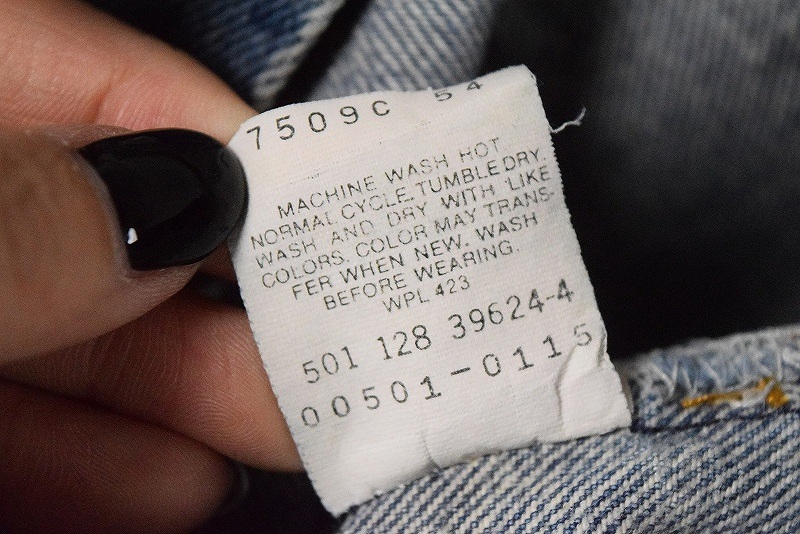 7509C 54
MACHINE WASH HOT
NORMAL CYCLE. TUMBLE DRY.
WASH AND DRY WITH LIKE
COLORS. COLOR MAY TRANS-
FER WHEN NEW. WASH
BEFORE WEARING.
WPL 423
501 128 39624-4
00501-0115